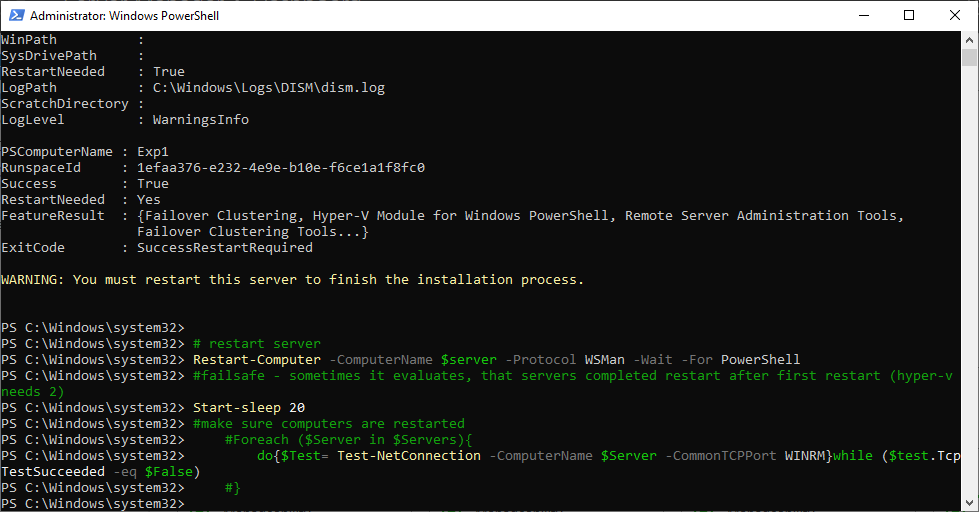 Administrator: Windows PowerShell
WinPath          :
SysDrivePath     :
RestartNeeded    : True
LogPath          : C:\Windows\Logs\DISM\dism.log
ScratchDirectory :
LogLevel         : WarningsInfo
PSComputerName : Exp1
RunspaceId     : 1efaa376-e232-4e9e-b10e-f6ce1a1f8fc0
Success        : True
RestartNeeded  : Yes
FeatureResult  : {Failover Clustering, Hyper-V Module for Windows PowerShell, Remote Server Administration Tools,
                 Failover Clustering Tools...}
ExitCode       : SuccessRestartRequired
WARNING: You must restart this server to finish the installation process.
PS C:\Windows\system32>
PS C:\Windows\system32> # restart server
PS C:\Windows\system32> Restart-Computer -ComputerName $server -Protocol WSMan -Wait -For PowerShell
PS C:\Windows\system32> #failsafe - sometimes it evaluates, that servers completed restart after first restart (hyper-v
needs 2)
PS C:\Windows\system32> Start-sleep 20
PS C:\Windows\system32> #make sure computers are restarted
PS C:\Windows\system32>     #Foreach ($Server in $Servers){
PS C:\Windows\system32>         do{$Test= Test-NetConnection -ComputerName $Server -CommonTCPPort WINRM}while ($test.Tcp
TestSucceeded -eq $False)
PS C:\Windows\system32>     #}
PS C:\Windows\system32>